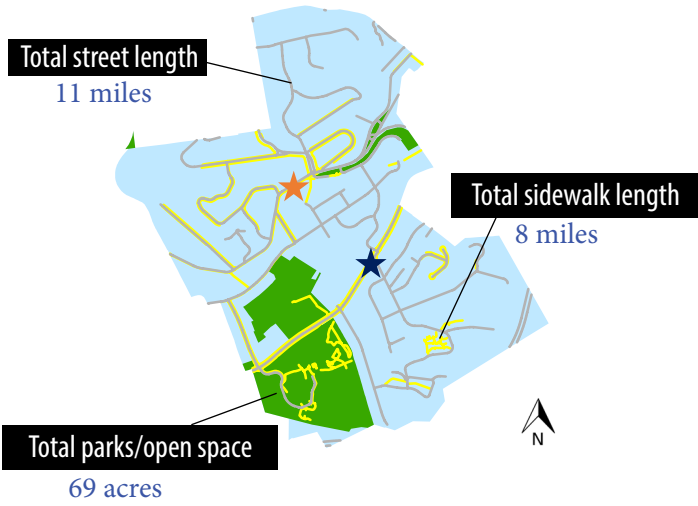 Total street length
11 miles
Total sidewalk length
8 miles
N
Total parks/open space
69 acres